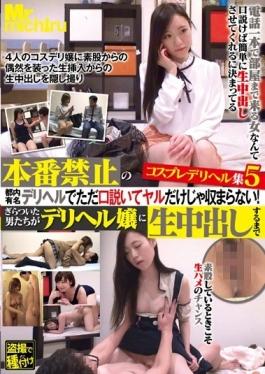 Mr
michiru
電話一本で部屋まで来る女なんて
口説けば簡単に生中出し
させてくれるに決まってる
4人のコスデリ嬢に素股からの
偶然を装った生挿入からの
生中出しを隠し撮り
本番禁止の
コスプレデリヘル集5
都内
有名
デリヘルでただ口説いてヤルだけじゃ収まらない!
ぎらついた
男たちが
デリヘル嬢に
生中出し
するまで
素股しているときこそ
生ハメのチャンス
盗撮で
種付け